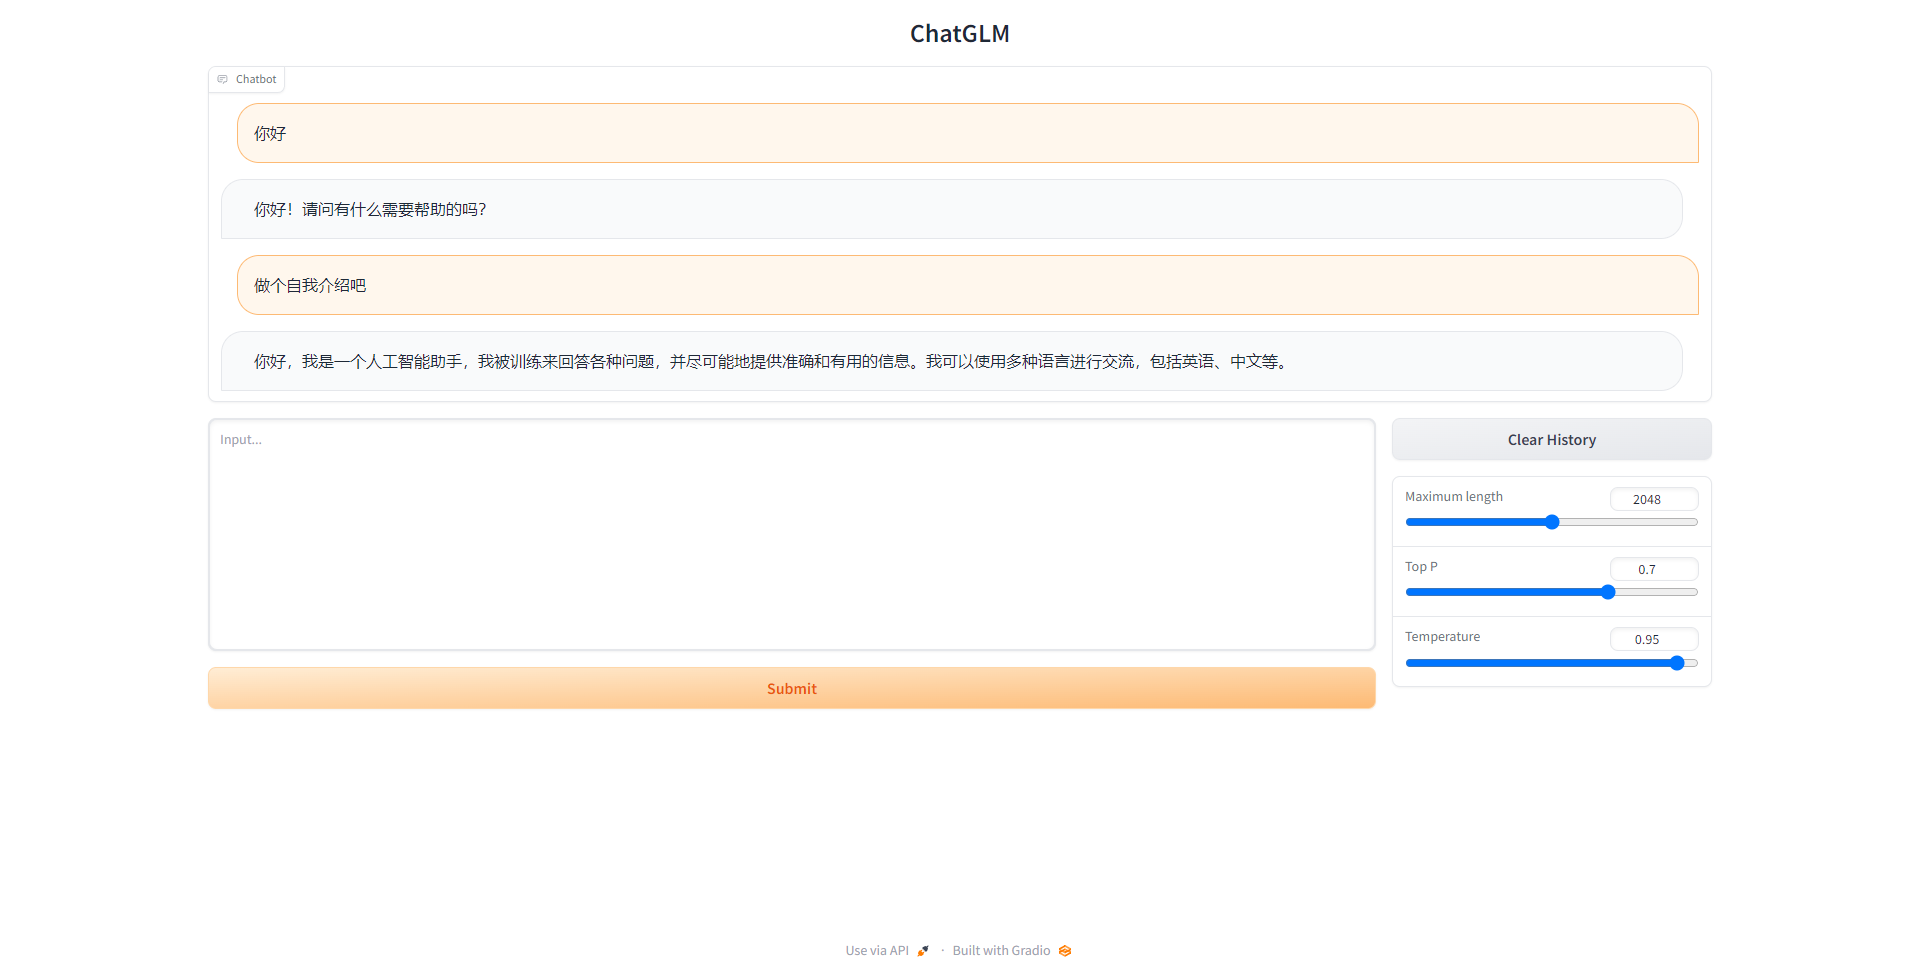 ChatGLM
Chatbot
你好
你好！请问有什么需要帮助的吗？
做个自我介绍吧
你好，我是一个人工智能助手，我被训练来回答各种问题，并尽可能地提供准确和有用的信息。我可以使用多种语言进行交流，包括英语、中文等。
Input...
Clear History
Maximum length 2048
Top P 0.7
Temperature 0.95
Submit
Use via API · Built with Gradio